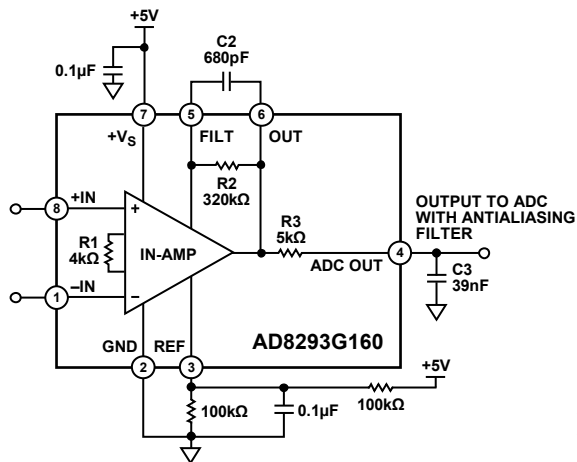 +5V
0.1µF
C2
680pF
7
5
6
+VS
FILT
OUT
R2
320kΩ
8
+IN
+
R1
4kΩ
IN-AMP
R3
5kΩ
ADC OUT
4
OUTPUT TO ADC
WITH ANTIALIASING
FILTER
C3
39nF
1
–IN
–
GND
REF
AD8293G160
2
3
+5V
100kΩ
0.1µF
100kΩ